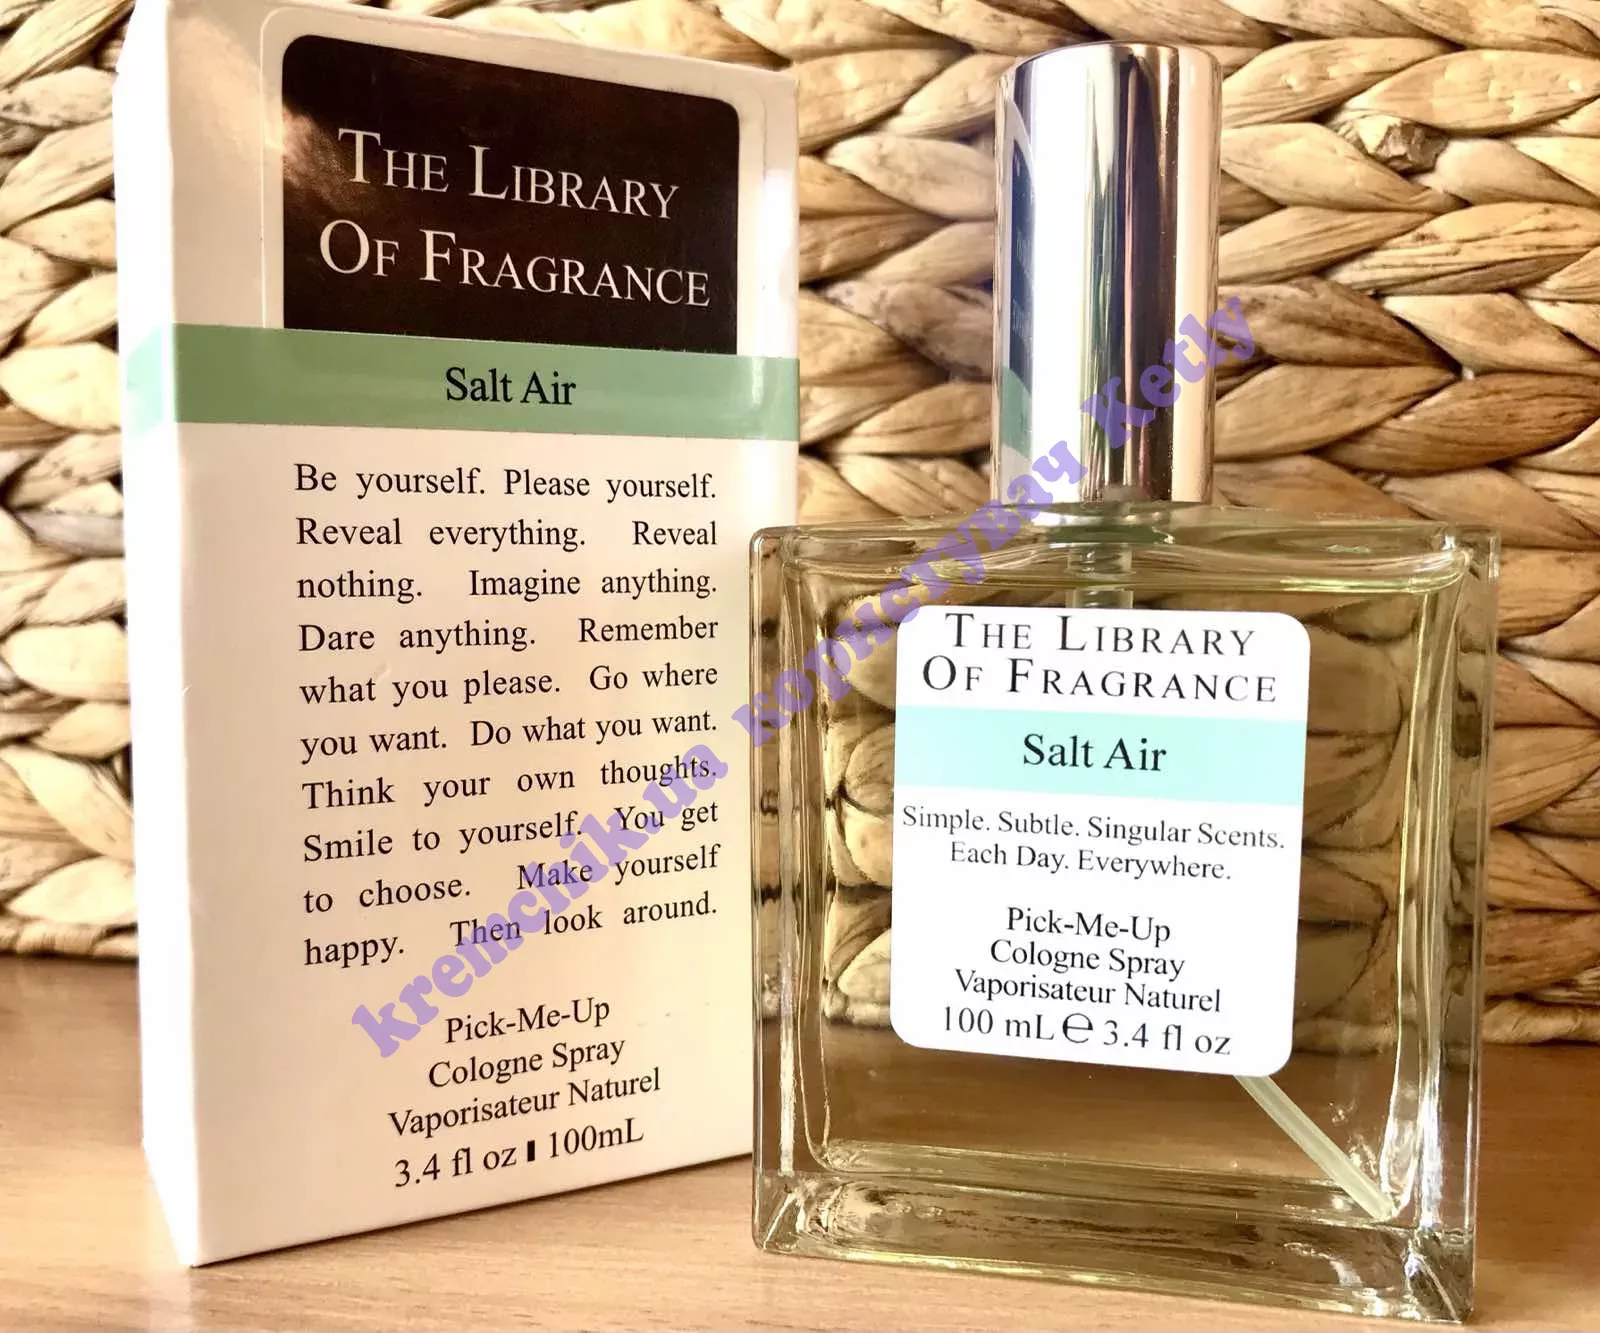 THE LIBRARY
OF FRAGRANCE
Salt Air
Be yourself. Please yourself.
Reveal everything. Reveal
nothing. Imagine anything.
Dare anything. Remember
what you please. Go where
you want. Do what you want.
Think your own thoughts.
Smile to yourself. You get
to choose. Make yourself
happy. Then look around.
Pick-Me-Up
Cologne Spray
Vaporisateur Naturel
3.4 fl oz 100mL
THE LIBRARY
OF FRAGRANCE
Salt Air
Simple. Subtle. Singular Scents.
Each Day. Everywhere.
Pick-Me-Up
Cologne Spray
Vaporisateur Naturel
100 mL ℮ 3.4 fl oz
kremchik.ua користувач Ketly